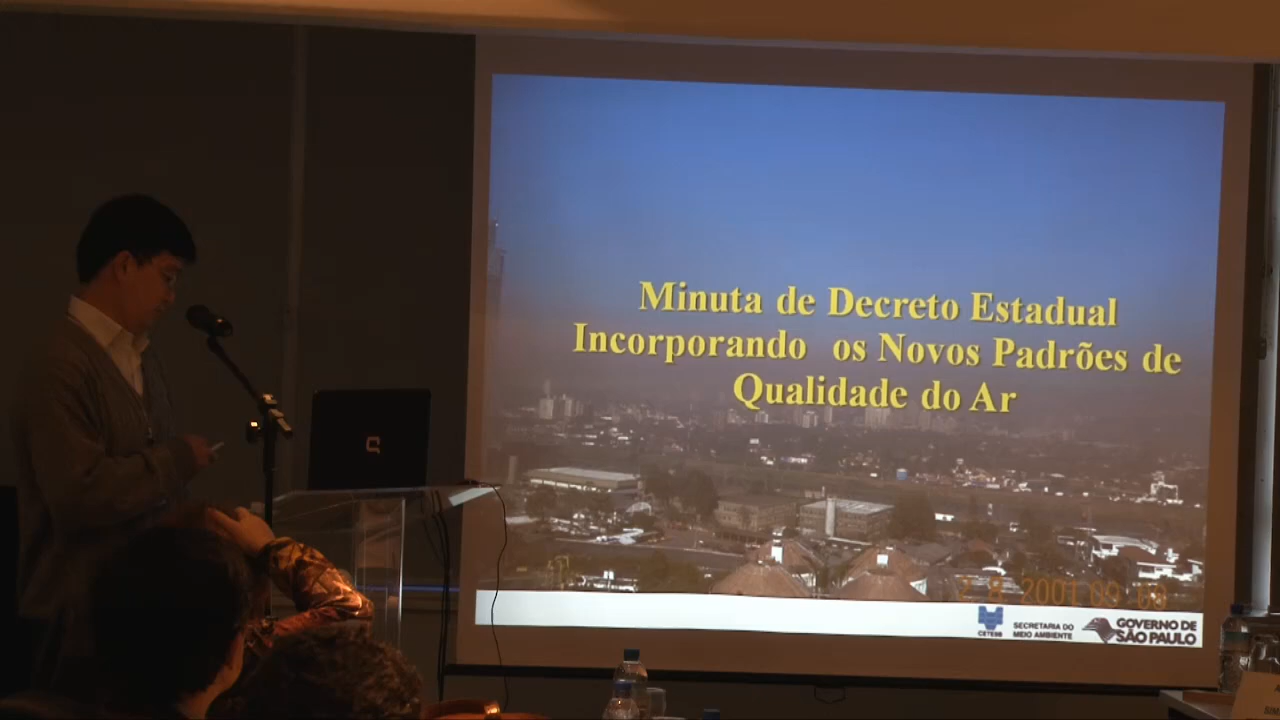 Minuta de Decreto Estadual
Incorporando os Novos Padrões de
Qualidade do Ar
2001
CETESB
SECRETARIA DO
MEIO AMBIENTE
GOVERNO DE
SÃO PAULO